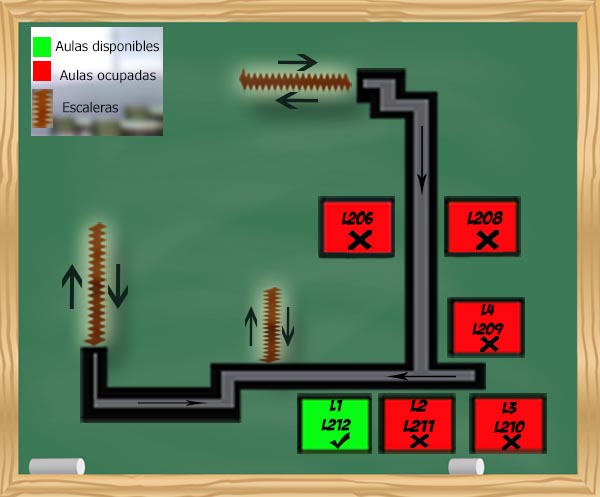 Aulas disponibles
Aulas ocupadas
Escaleras
L206
L208
L4
L209
L1
L212
L2
L211
L3
L210